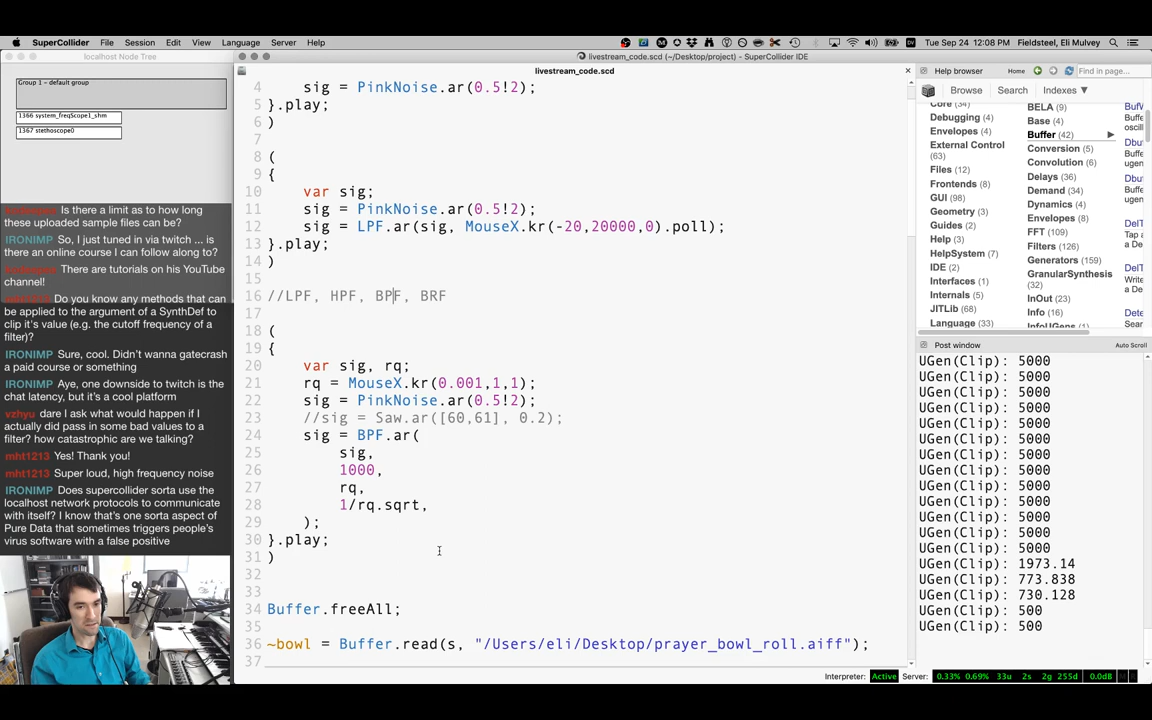 SuperCollider File Session Edit View Language Server Help
Tue Sep 24 12:08 PM Fieldsteel, Eli Mulvey
localhost Node Tree
Group 1 - default group
1366 system_freqScope1_shm
1367 stethoscope0
Is there a limit as to how long
these uploaded sample files can be?
IRONIMP So, I just tuned in via twitch ... is
there an online course I can follow along to?
There are tutorials on his YouTube
channel!
Do you know any methods that can
be applied to the argument of a SynthDef to
clip it's value (e.g. the cutoff frequency of a
filter)?
IRONIMP Sure, cool. Didn't wanna gatecrash
a paid course or something
IRONIMP Aye, one downside to twitch is the
chat latency, but it's a cool platform
vzhyu dare I ask what would happen if I
actually did pass in some bad values to a
filter? how catastrophic are we talking?
mht1213 Yes! Thank you!
mht1213 Super loud, high frequency noise
IRONIMP Does supercollider sorta use the
localhost network protocols to communicate
with itself? I know that's one sorta aspect of
Pure Data that sometimes triggers people's
virus software with a false positive
livestream_code.scd (~/Desktop/project) - SuperCollider IDE
livestream_code.scd
4 sig = PinkNoise.ar(0.5!2);
5 }.play;
6 )
7
8 (
9 {
10 var sig;
11 sig = PinkNoise.ar(0.5!2);
12 sig = LPF.ar(sig, MouseX.kr(-20,20000,0).poll);
13 }.play;
14 )
15
16 //LPF, HPF, BPF, BRF
17
18 (
19 {
20 var sig, rq;
21 rq = MouseX.kr(0.001,1,1);
22 sig = PinkNoise.ar(0.5!2);
23 //sig = Saw.ar([60,61], 0.2);
24 sig = BPF.ar(
25 sig,
26 1000,
27 rq,
28 1/rq.sqrt,
29 );
30 }.play;
31 )
32
33
34 Buffer.freeAll;
35
36 ~bowl = Buffer.read(s, "/Users/eli/Desktop/prayer_bowl_roll.aiff");
37
Help browser Home Find in page...
Browse Search Indexes ▼
Core (34)
Debugging (4)
Envelopes (4)
External Control
(63)
Files (12)
Frontends (8)
GUI (98)
Geometry (3)
Guides (2)
Help (3)
HelpSystem (7)
IDE (2)
Interfaces (1)
Internals (5)
JITLib (68)
Language (33)
BELA (9)
Base (4)
Buffer (42)
Conversion (5)
Convolution (6)
Delays (36)
Demand (34)
Dynamics (4)
Envelopes (8)
FFT (109)
Filters (126)
Generators (159)
GranularSynthesis
(32)
InOut (23)
Info (16)
InfoUGens (1)
Buffe
oscill
Buffe
ugen
Dbu
Buffe
Dbuf
Buffe
DelT
Tap a
a De
DelT
Writ
Dete
Sear
Post window Auto Scroll
UGen(Clip): 5000
UGen(Clip): 5000
UGen(Clip): 5000
UGen(Clip): 5000
UGen(Clip): 5000
UGen(Clip): 5000
UGen(Clip): 5000
UGen(Clip): 5000
UGen(Clip): 5000
UGen(Clip): 5000
UGen(Clip): 5000
UGen(Clip): 5000
UGen(Clip): 5000
UGen(Clip): 1973.14
UGen(Clip): 773.838
UGen(Clip): 730.128
UGen(Clip): 500
UGen(Clip): 500
Interpreter: Active Server: 0.33% 0.69% 33u 2s 2g 255d 0.0dB M R